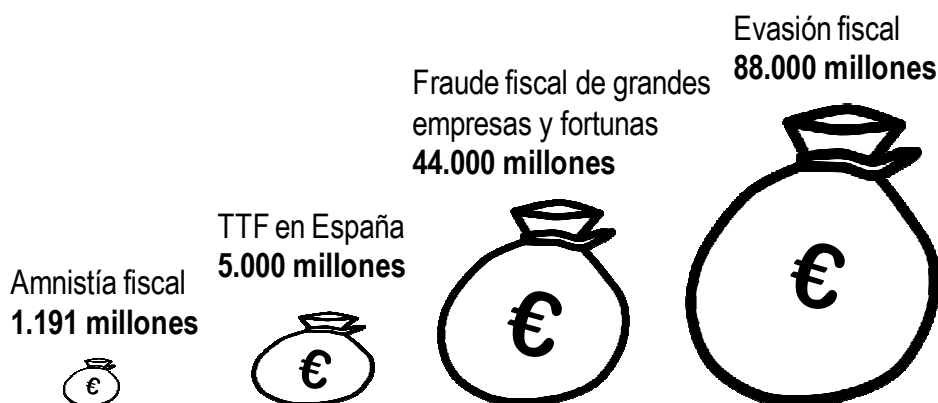 Amnistía fiscal
1.191 millones
€
TTF en España
5.000 millones
€
Fraude fiscal de grandes
empresas y fortunas
44.000 millones
€
Evasión fiscal
88.000 millones
€